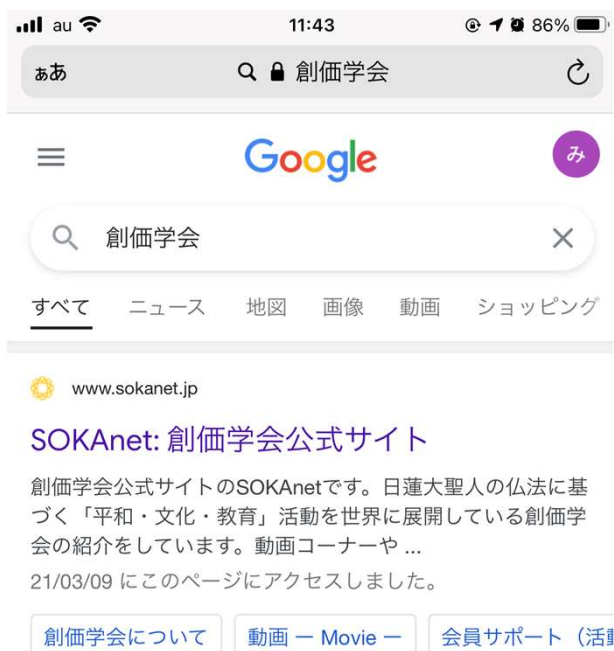 au 11:43 86%
ぁあ 創価学会
Google み
創価学会
すべて ニュース 地図 画像 動画 ショッピング
www.sokanet.jp
SOKAnet: 創価学会公式サイト
創価学会公式サイトのSOKAnetです。日蓮大聖人の仏法に基
づく「平和・文化・教育」活動を世界に展開している創価学
会の紹介をしています。動画コーナーや ...
21/03/09 にこのページにアクセスしました。
創価学会について 動画 ー Movie ー 会員サポート（活動